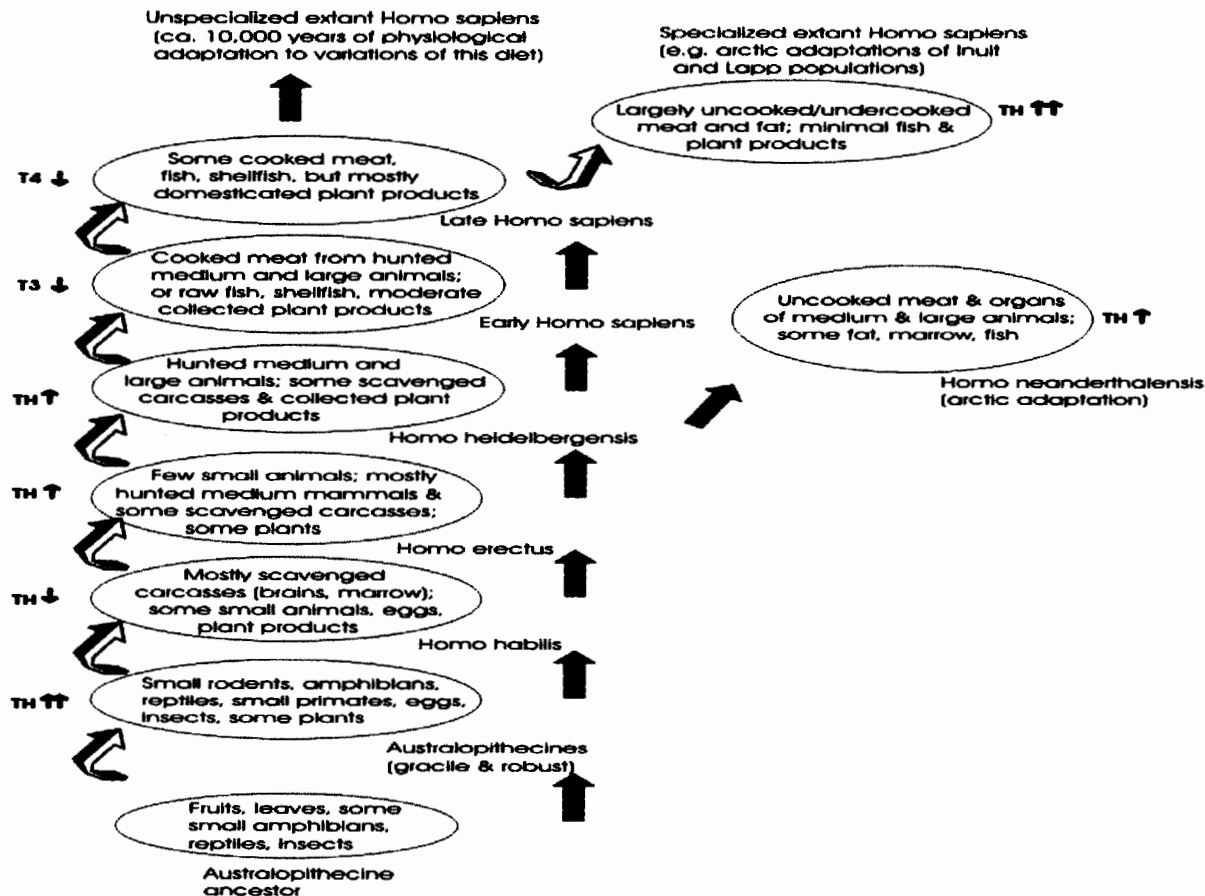 Unspecialized extant Homo sapiens
(ca. 10,000 years of physiological
adaptation to variations of this diet)
Specialized extant Homo sapiens
(e.g. arctic adaptations of Inuit
and Lapp populations)
Largely uncooked/undercooked
meat and fat; minimal fish &
plant products
TH ⇑⇑
T4 ↓
Some cooked meat,
fish, shellfish, but mostly
domesticated plant products
Late Homo sapiens
T3 ↓
Cooked meat from hunted
medium and large animals;
or raw fish, shellfish, moderate
collected plant products
Early Homo sapiens
Uncooked meat & organs
of medium & large animals;
some fat, marrow, fish
TH ↑
Homo neanderthalensis
(arctic adaptation)
TH ↑
Hunted medium and
large animals; some scavenged
carcasses & collected plant
products
Homo heidelbergensis
TH ↑
Few small animals; mostly
hunted medium mammals &
some scavenged carcasses;
some plants
Homo erectus
TH ↓
Mostly scavenged
carcasses (brains, marrow);
some small animals, eggs,
plant products
Homo habilis
TH ⇑⇑
Small rodents, amphibians,
reptiles, small primates, eggs,
insects, some plants
Australopithecines
(gracile & robust)
Fruits, leaves, some
small amphibians,
reptiles, insects
Australopithecine
ancestor